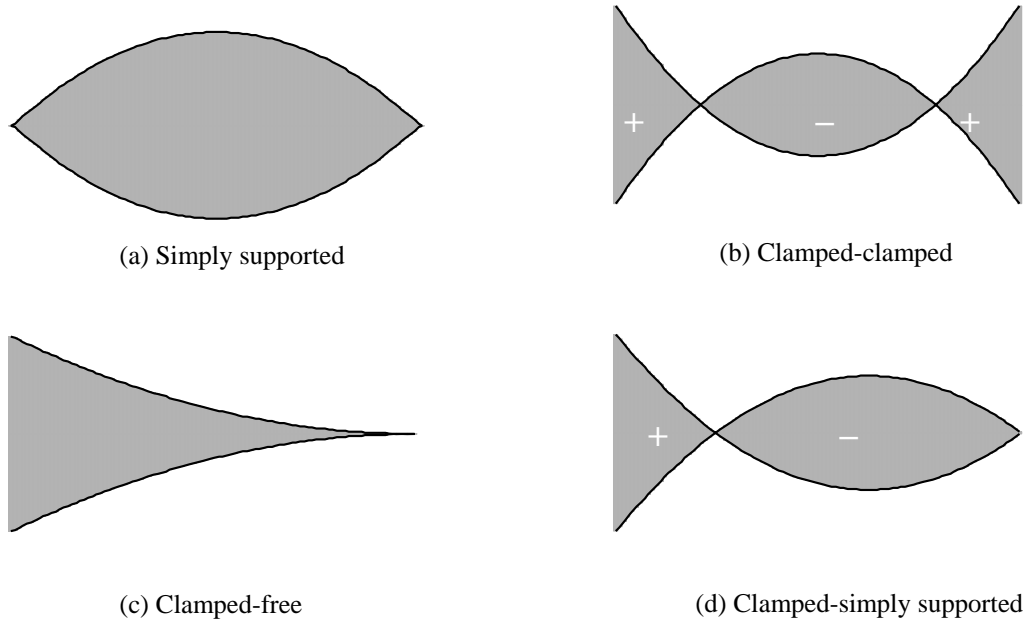 +
−
+
(a) Simply supported
(b) Clamped-clamped
+
−
(c) Clamped-free
(d) Clamped-simply supported